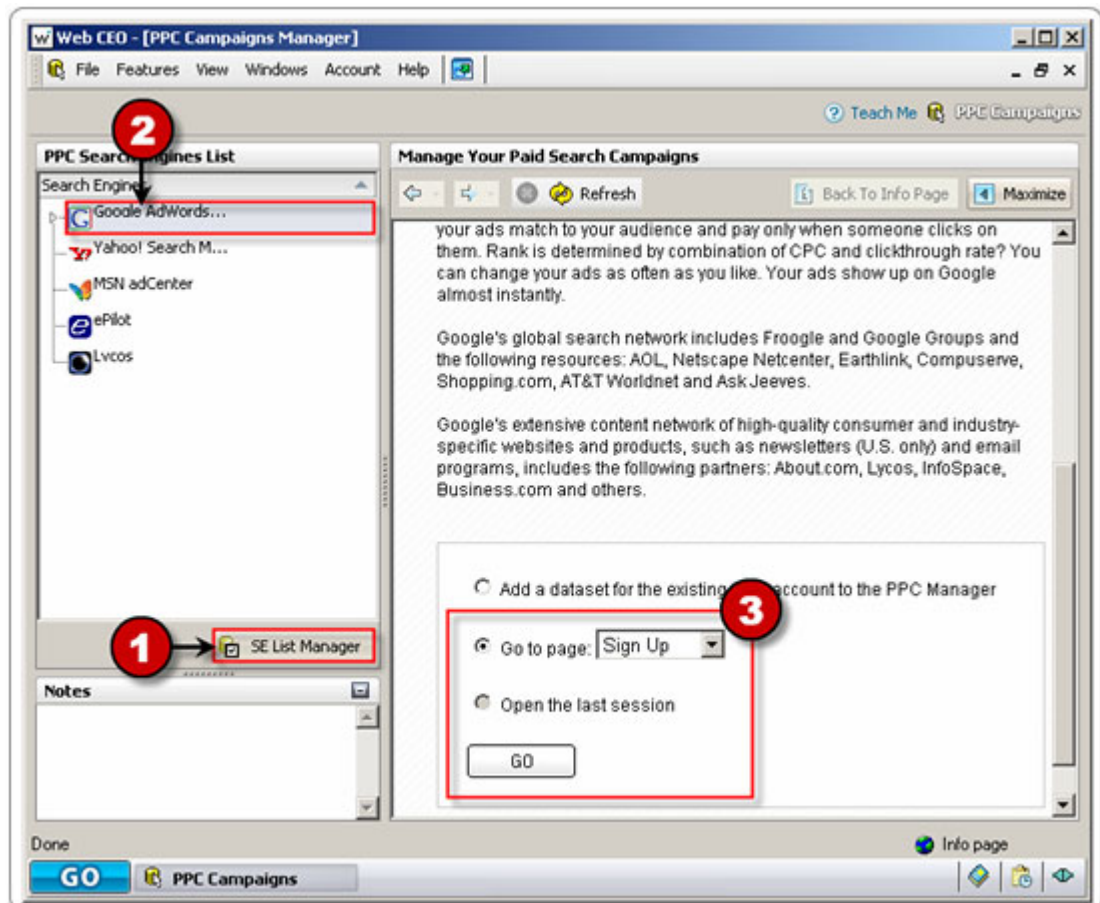 Web CEO - [PPC Campaigns Manager]
File Features View Windows Account Help
Teach Me PPC Campaigns
2
PPC Search Engines List
Search Engine
Google AdWords...
Yahoo! Search M...
MSN adCenter
ePilot
Lycos
1
SE List Manager
Notes
Manage Your Paid Search Campaigns
Refresh
Back To Info Page
Maximize
your ads match to your audience and pay only when someone clicks on
them. Rank is determined by combination of CPC and clickthrough rate? You
can change your ads as often as you like. Your ads show up on Google
almost instantly.
Google's global search network includes Froogle and Google Groups and
the following resources: AOL, Netscape Netcenter, Earthlink, Compuserve,
Shopping.com, AT&T Worldnet and Ask Jeeves.
Google's extensive content network of high-quality consumer and industry-
specific websites and products, such as newsletters (U.S. only) and email
programs, includes the following partners: About.com, Lycos, InfoSpace,
Business.com and others.
Add a dataset for the existing account to the PPC Manager
3
Go to page: Sign Up
Open the last session
GO
Done
Info page
GO PPC Campaigns